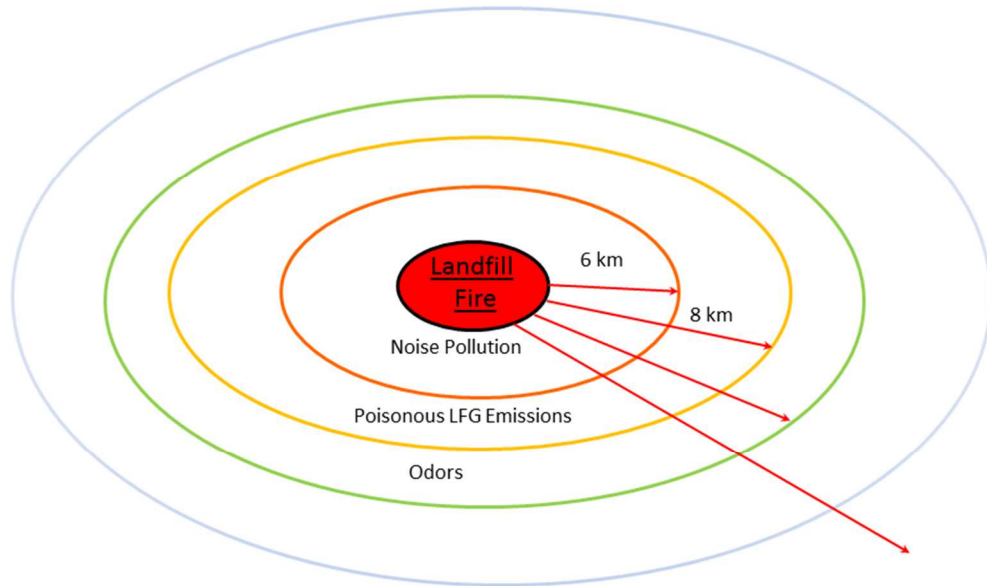 Landfill
Fire
6 km
8 km
Noise Pollution
Poisonous LFG Emissions
Odors